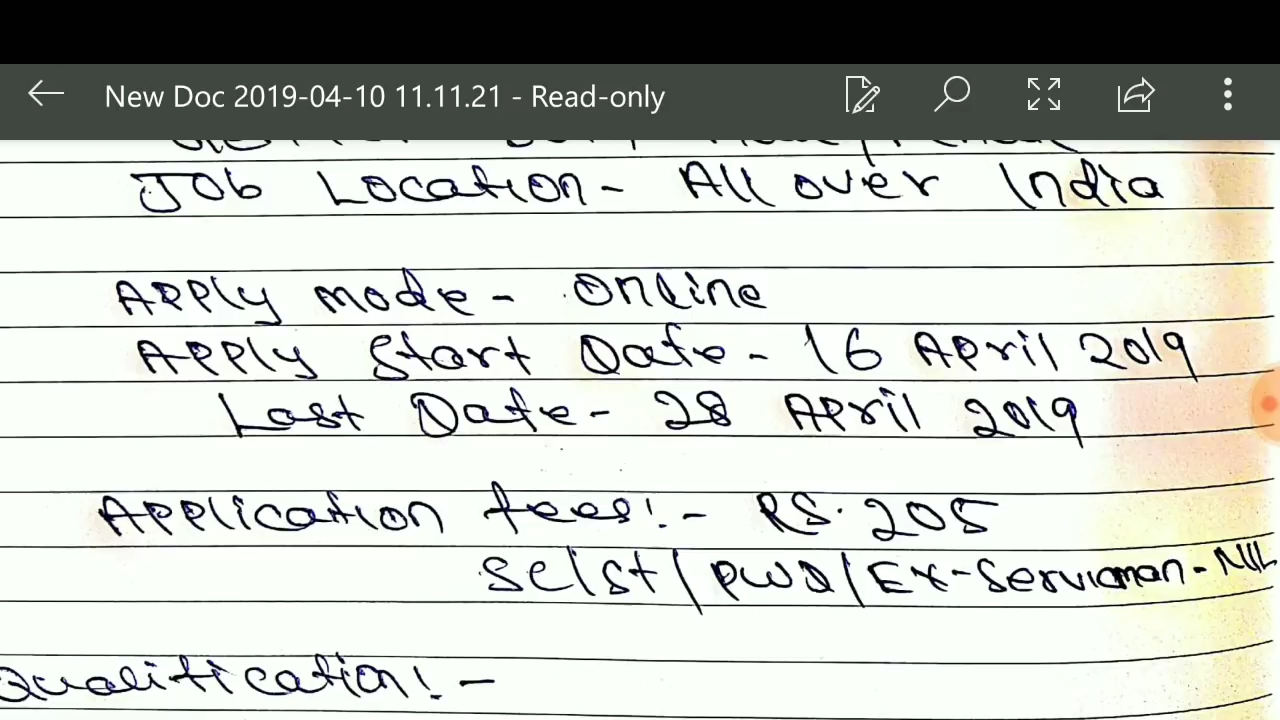 New Doc 2019-04-10 11.11.21 - Read-only
Job Location - All over India
Apply mode - Online
Apply Start Date - 16 April 2019
Last Date - 28 April 2019
Application fees:- RS. 205
SC/ST/PWD/Ex-Serviceman - NIL
Qualification:-